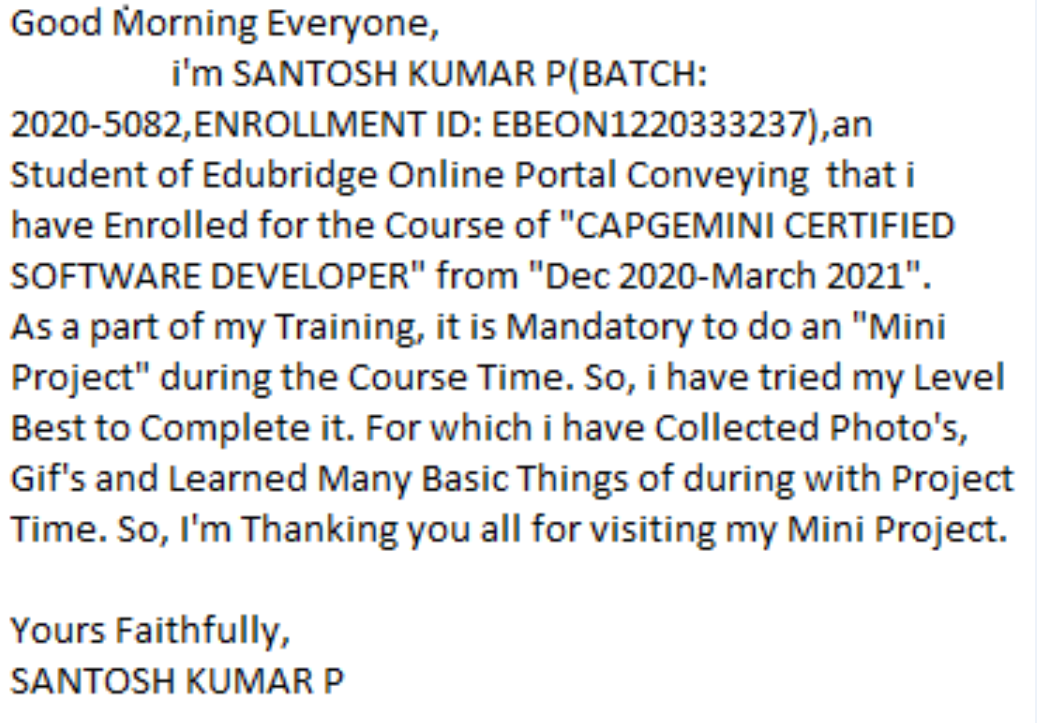 Good Morning Everyone,
i'm SANTOSH KUMAR P(BATCH:
2020-5082,ENROLLMENT ID: EBEON1220333237),an
Student of Edubridge Online Portal Conveying  that i
have Enrolled for the Course of "CAPGEMINI CERTIFIED
SOFTWARE DEVELOPER" from "Dec 2020-March 2021".
As a part of my Training, it is Mandatory to do an "Mini
Project" during the Course Time. So, i have tried my Level
Best to Complete it. For which i have Collected Photo's,
Gif's and Learned Many Basic Things of during with Project
Time. So, I'm Thanking you all for visiting my Mini Project.

Yours Faithfully,
SANTOSH KUMAR P